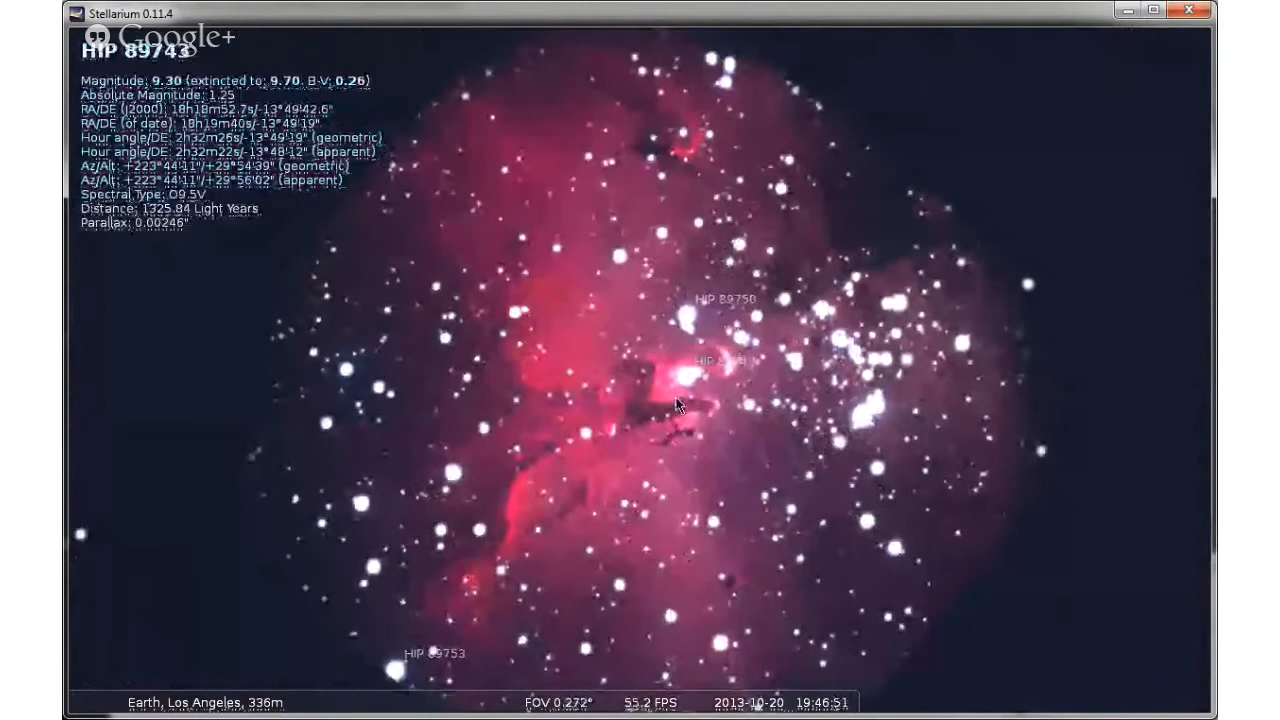 Stellarium 0.11.4
Google+
HIP 89743
Magnitude: 9.30 (extincted to: 9.70. B-V: 0.26)
Absolute Magnitude: 1.25
RA/DE (J2000): 18h18m52.7s/-13°49'42.6"
RA/DE (of date): 18h19m40s/-13°49'19"
Hour angle/DE: 2h32m26s/-13°49'19" (geometric)
Hour angle/DE: 2h32m22s/-13°48'12" (apparent)
Az/Alt: +223°44'11"/+29°54'39" (geometric)
Az/Alt: +223°44'11"/+29°56'02" (apparent)
Spectral Type: O9.5V
Distance: 1325.84 Light Years
Parallax: 0.00246"
HIP 89750
HIP
HIP 89753
Earth, Los Angeles, 336m FOV 0.272° 55.2 FPS 2013-10-20 19:46:51